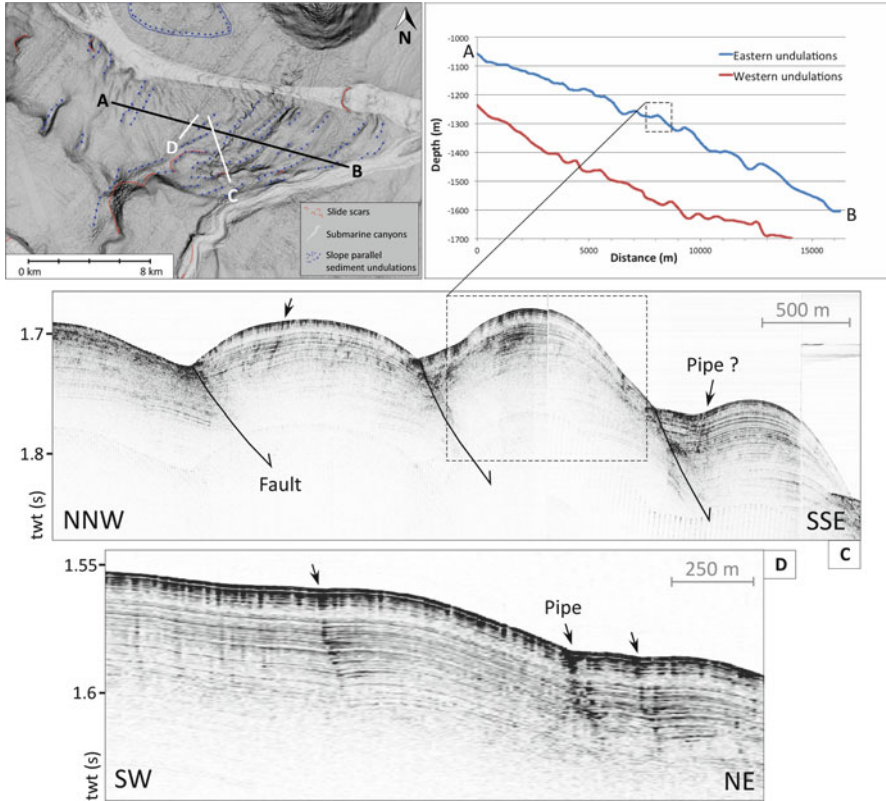 N
A
D
C
B
Slide scars
Submarine canyons
Slope parallel
sediment undulations
0 km
8 km
-1000
-1100
-1200
-1300
-1400
-1500
-1600
-1700
Depth (m)
A
B
Eastern undulations
Western undulations
0
5000
10000
15000
Distance (m)
1.7
1.8
twt (s)
500 m
Pipe ?
Fault
NNW
SSE
C
D
1.55
1.6
twt (s)
250 m
Pipe
SW
NE